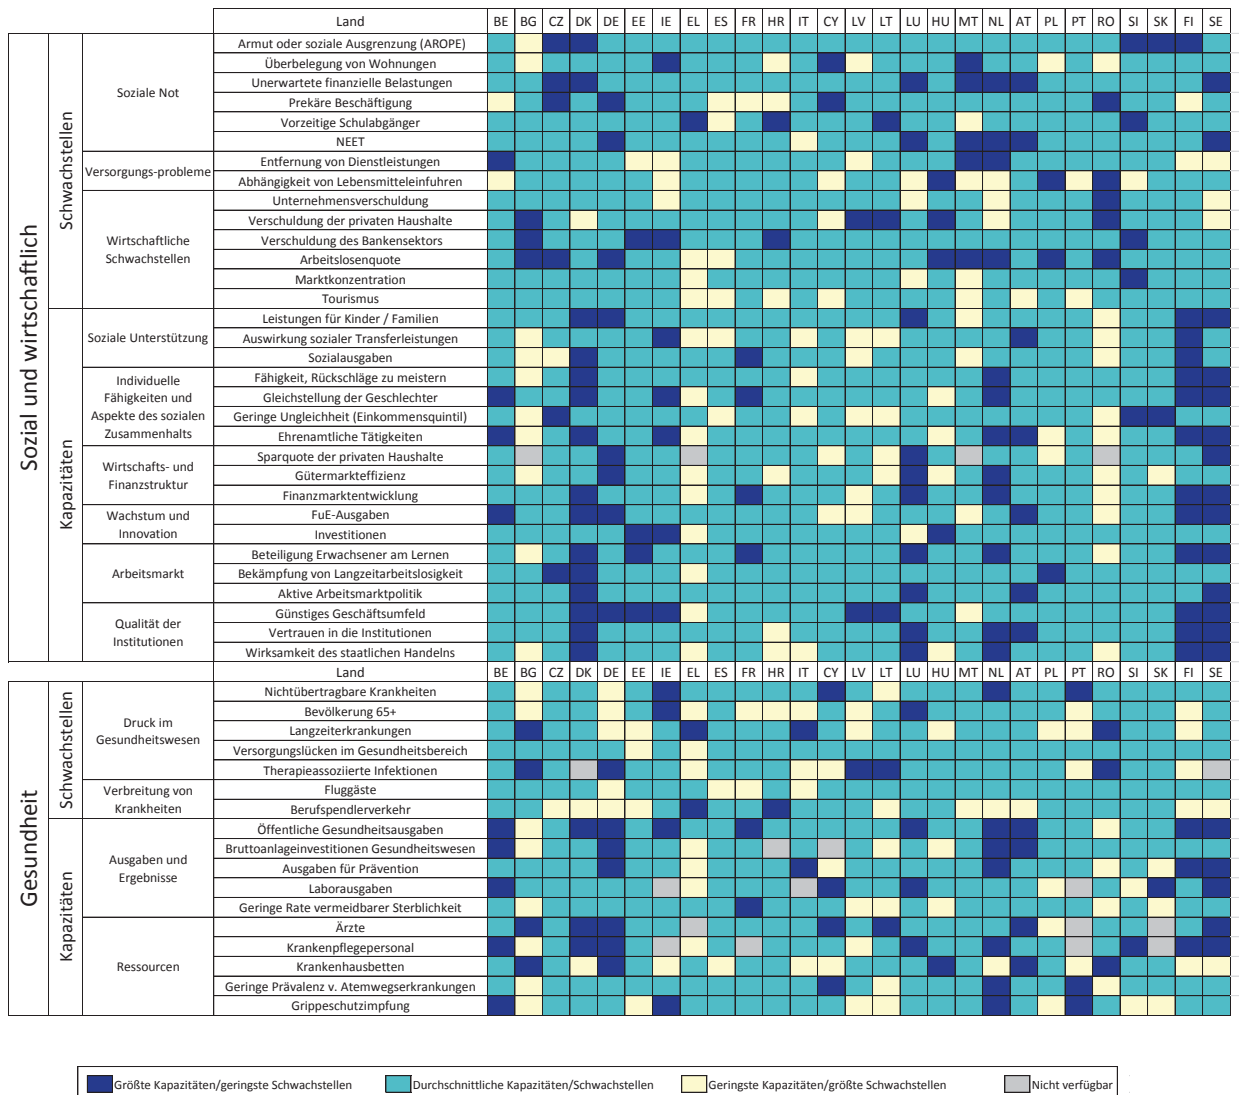 Land BE BG CZ DK DE EE IE EL ES FR HR IT CY LV LT LU HU MT NL AT PL PT RO SI SK FI SE
Sozial und wirtschaftlich
Schwachstellen
Soziale Not
Armut oder soziale Ausgrenzung (AROPE)
Überbelegung von Wohnungen
Unerwartete finanzielle Belastungen
Prekäre Beschäftigung
Vorzeitige Schulabgänger
NEET
Versorgungs-probleme
Entfernung von Dienstleistungen
Abhängigkeit von Lebensmitteleinfuhren
Wirtschaftliche
Schwachstellen
Unternehmensverschuldung
Verschuldung der privaten Haushalte
Verschuldung des Bankensektors
Arbeitslosenquote
Marktkonzentration
Tourismus
Kapazitäten
Soziale Unterstützung
Leistungen für Kinder / Familien
Auswirkung sozialer Transferleistungen
Sozialausgaben
Individuelle
Fähigkeiten und
Aspekte des sozialen
Zusammenhalts
Fähigkeit, Rückschläge zu meistern
Gleichstellung der Geschlechter
Geringe Ungleichheit (Einkommensquintil)
Ehrenamtliche Tätigkeiten
Wirtschafts- und
Finanzstruktur
Sparquote der privaten Haushalte
Gütermarkteffizienz
Finanzmarktentwicklung
Wachstum und
Innovation
FuE-Ausgaben
Investitionen
Arbeitsmarkt
Beteiligung Erwachsener am Lernen
Bekämpfung von Langzeitarbeitslosigkeit
Aktive Arbeitsmarktpolitik
Qualität der
Institutionen
Günstiges Geschäftsumfeld
Vertrauen in die Institutionen
Wirksamkeit des staatlichen Handelns
Land BE BG CZ DK DE EE IE EL ES FR HR IT CY LV LT LU HU MT NL AT PL PT RO SI SK FI SE
Gesundheit
Schwachstellen
Druck im
Gesundheitswesen
Nichtübertragbare Krankheiten
Bevölkerung 65+
Langzeiterkrankungen
Versorgungslücken im Gesundheitsbereich
Therapieassoziierte Infektionen
Verbreitung von
Krankheiten
Fluggäste
Berufspendlerverkehr
Kapazitäten
Ausgaben und
Ergebnisse
Öffentliche Gesundheitsausgaben
Bruttoanlageinvestitionen Gesundheitswesen
Ausgaben für Prävention
Laborausgaben
Geringe Rate vermeidbarer Sterblichkeit
Ressourcen
Ärzte
Krankenpflegepersonal
Krankenhausbetten
Geringe Prävalenz v. Atemwegserkrankungen
Grippeschutzimpfung
Größte Kapazitäten/geringste Schwachstellen
Durchschnittliche Kapazitäten/Schwachstellen
Geringste Kapazitäten/größte Schwachstellen
Nicht verfügbar